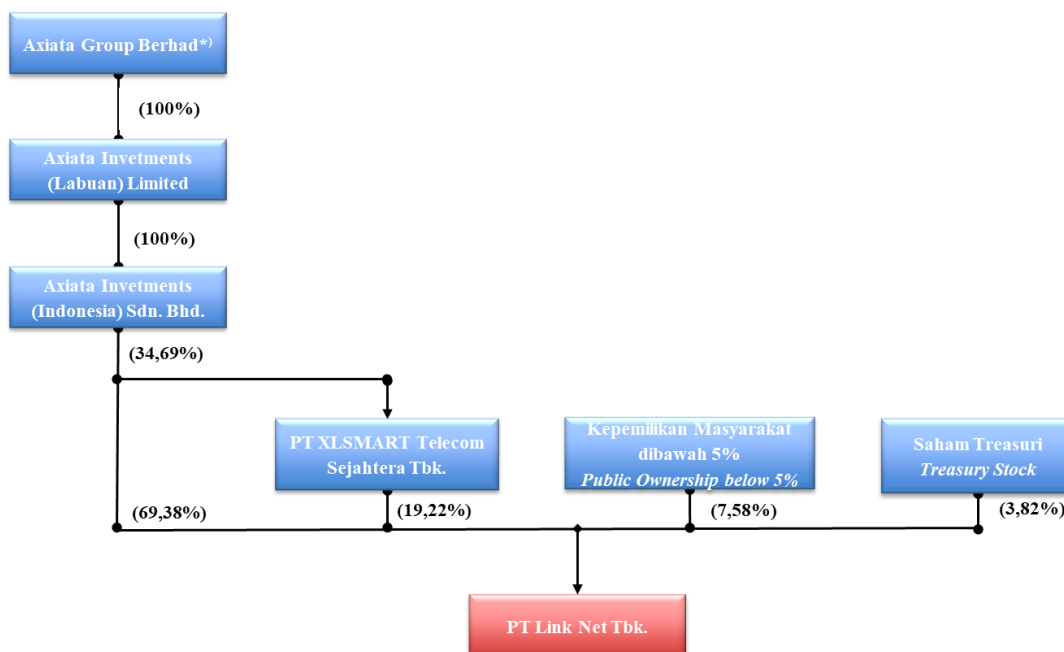 Axiata Group Berhad*)
(100%)
Axiata Invetments
(Labuan) Limited
(100%)
Axiata Invetments
(Indonesia) Sdn. Bhd.
(34,69%)
PT XLSMART Telecom
Sejahtera Tbk.
Kepemilikan Masyarakat
dibawah 5%
Public Ownership below 5%
Saham Treasuri
Treasury Stock
(69,38%)
(19,22%)
(7,58%)
(3,82%)
PT Link Net Tbk.